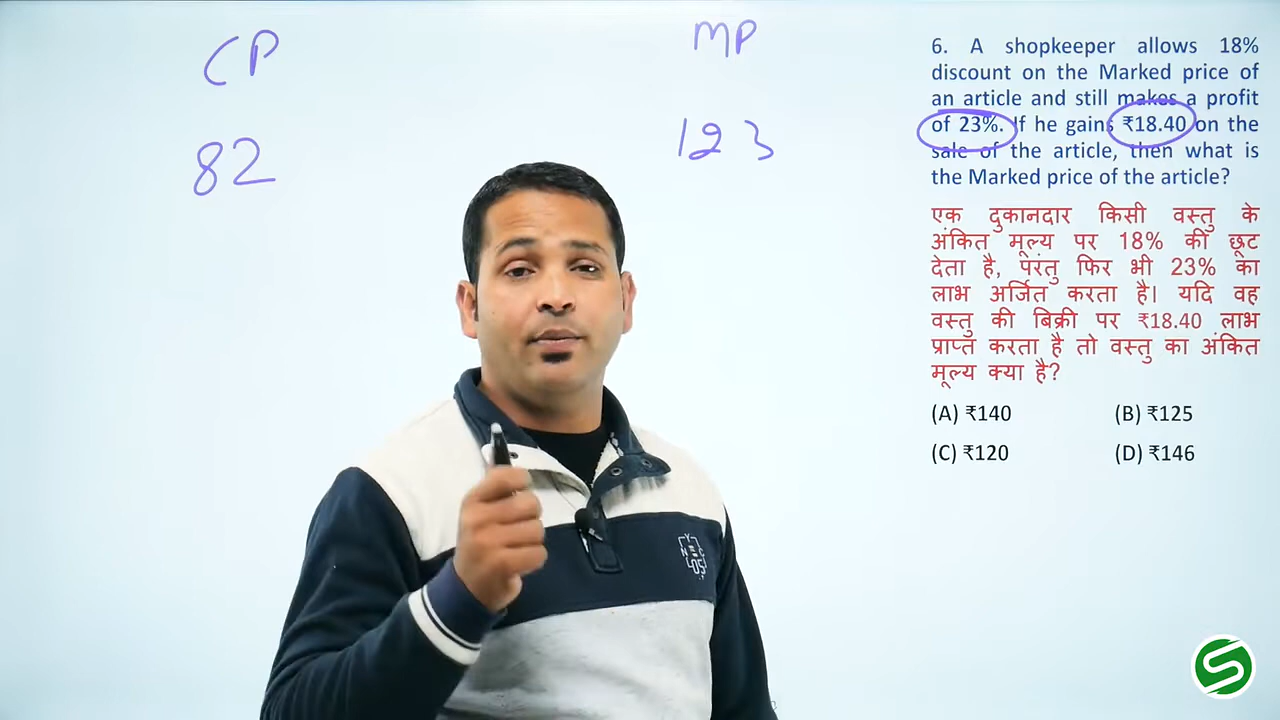 CP
MP
82
123
6. A shopkeeper allows 18%
discount on the Marked price of
an article and still makes a profit
of 23%. If he gains ₹18.40 on the
sale of the article, then what is
the Marked price of the article?
एक दुकानदार किसी वस्तु के
अंकित मूल्य पर 18% की छूट
देता है, परंतु फिर भी 23% का
लाभ अर्जित करता है। यदि वह
वस्तु की बिक्री पर ₹18.40 लाभ
प्राप्त करता है तो वस्तु का अंकित
मूल्य क्या है?
(A) ₹140 (B) ₹125
(C) ₹120 (D) ₹146